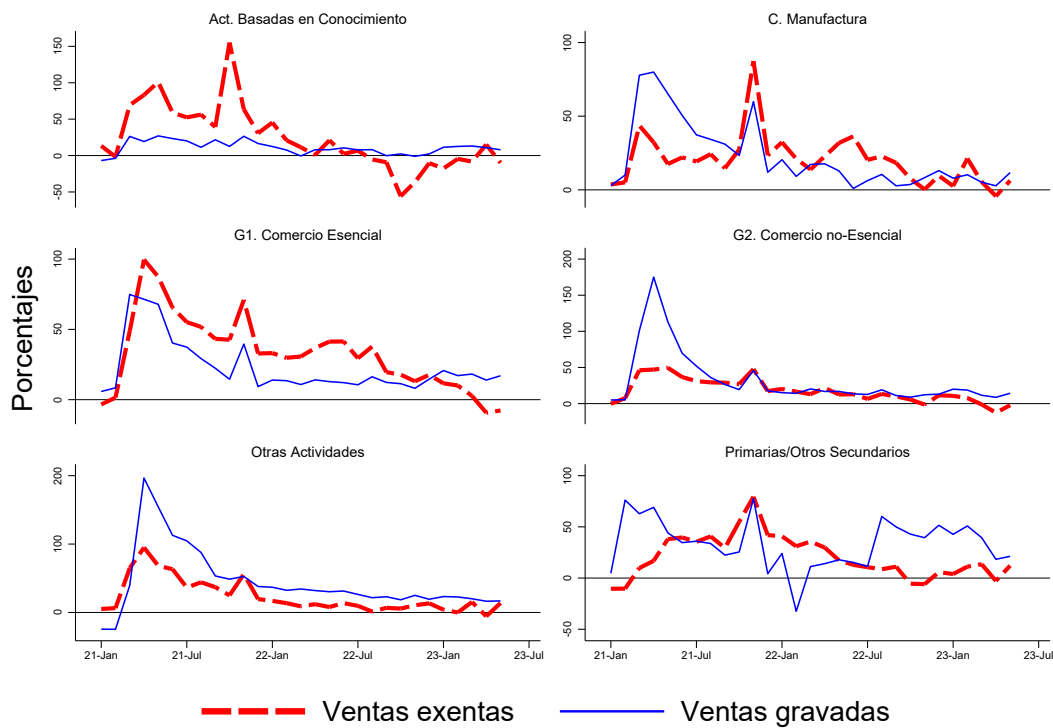 Act. Basadas en Conocimiento
C. Manufactura
-50
0
50
100
150
0
50
100
G1. Comercio Esencial
G2. Comercio no-Esencial
0
50
100
0
50
100
150
200
Porcentajes
Otras Actividades
Primarias/Otros Secundarios
0
100
200
-50
0
50
100
21-Jan 21-Jul 22-Jan 22-Jul 23-Jan 23-Jul
21-Jan 21-Jul 22-Jan 22-Jul 23-Jan 23-Jul
Ventas exentas Ventas gravadas